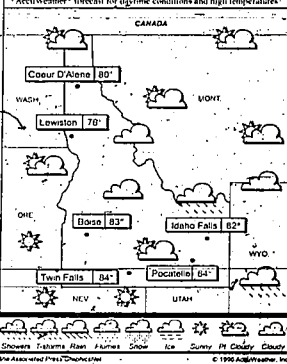 AccuWeather® forecast for daytime conditions and high temperatures
CANADA
Coeur D'Alene 80°
WASH.
MONT.
Lewiston 78°
ORE.
Boise 83°
Idaho Falls 82°
WYO.
Twin Falls 84°
Pocatello 84°
NEV
UTAH
Showers T-storms Rain Flurries Snow Ice Sunny Pt Cloudy Cloudy
Via Associated Press GraphicsNet
© 1996 AccuWeather, Inc